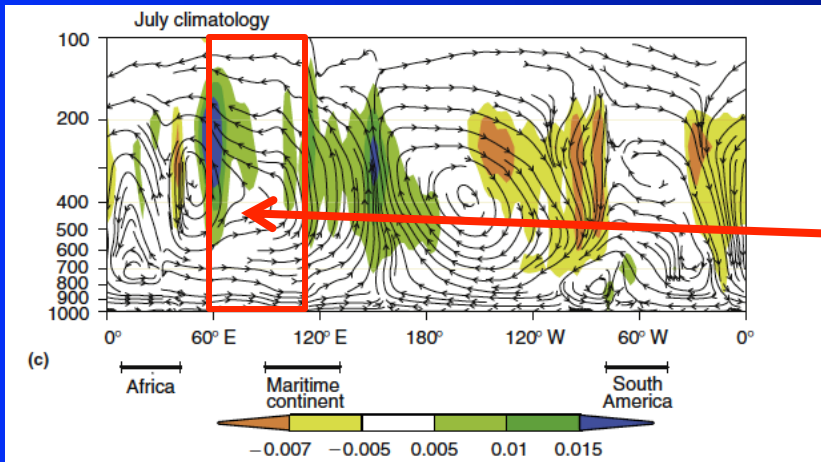 July climatology
100
200
400
500
600
700
800
900
1000
0° 60° E 120° E 180° 120° W 60° W 0°
(c)
Africa Maritime continent South America
−0.007 −0.005 0.005 0.01 0.015